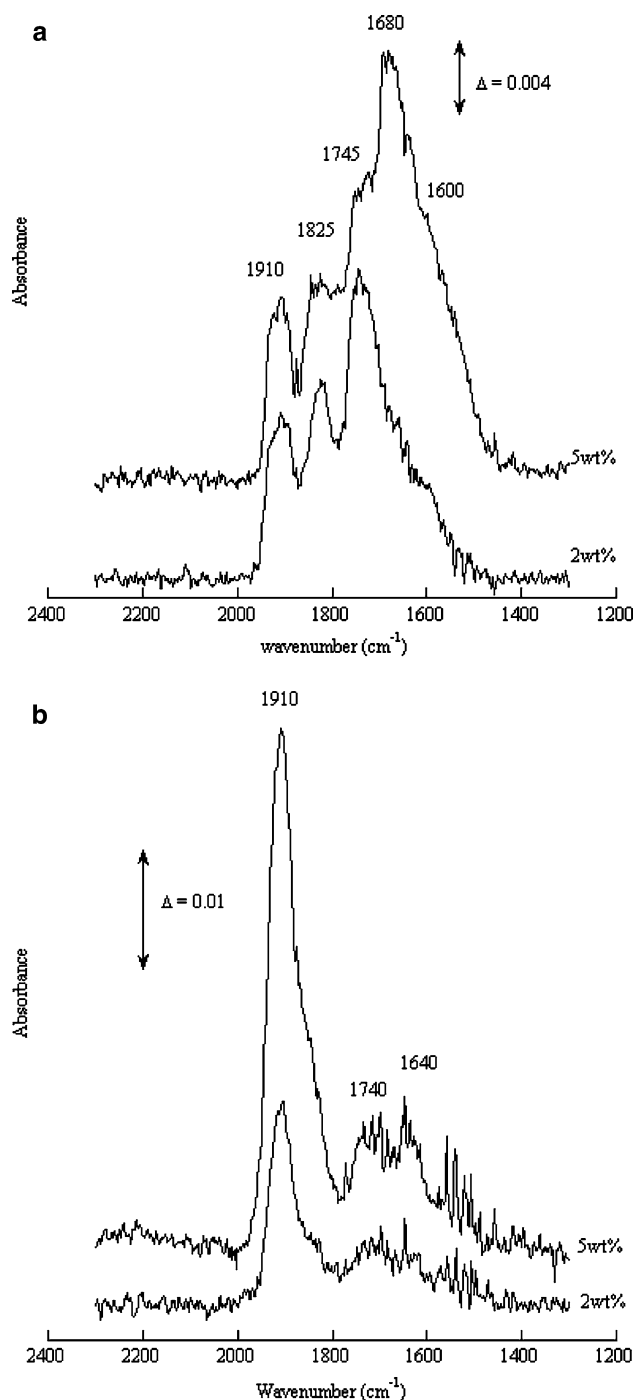 a
1680
Δ = 0.004
1745
1600
1825
1910
Absorbance
5wt%
2wt%
2400 2200 2000 1800 1600 1400 1200
wavenumber (cm-1)
b
1910
Δ = 0.01
Absorbance
1740 1640
5wt%
2wt%
2400 2200 2000 1800 1600 1400 1200
Wavenumber (cm-1)